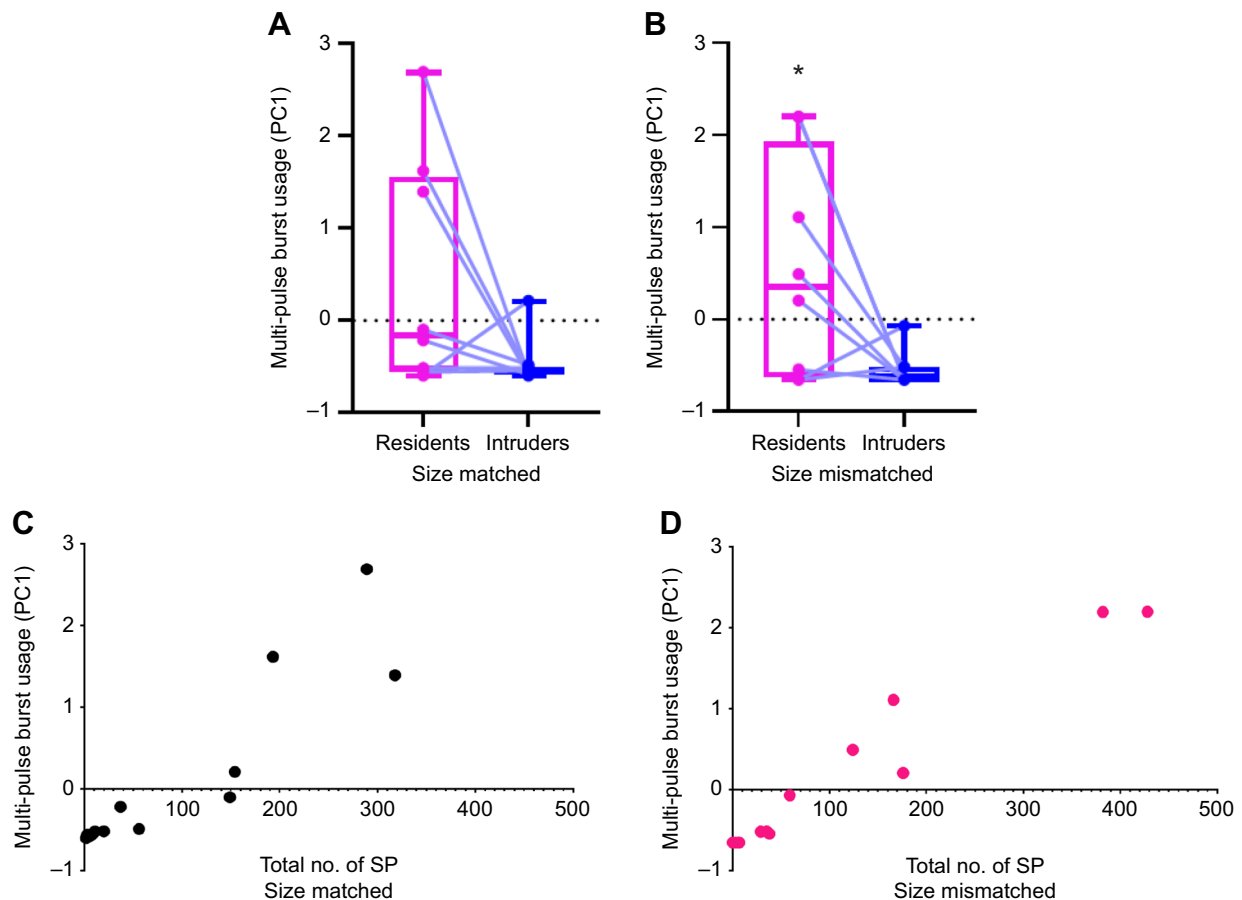 A
Multi-pulse burst usage (PC1)
3
2
1
0
–1
Residents
Intruders
Size matched
B
Multi-pulse burst usage (PC1)
3
2
1
0
–1
*
Residents
Intruders
Size mismatched
C
Multi-pulse burst usage (PC1)
3
2
1
0
–1
100
200
300
400
500
Total no. of SP
Size matched
D
Multi-pulse burst usage (PC1)
3
2
1
0
–1
100
200
300
400
500
Total no. of SP
Size mismatched